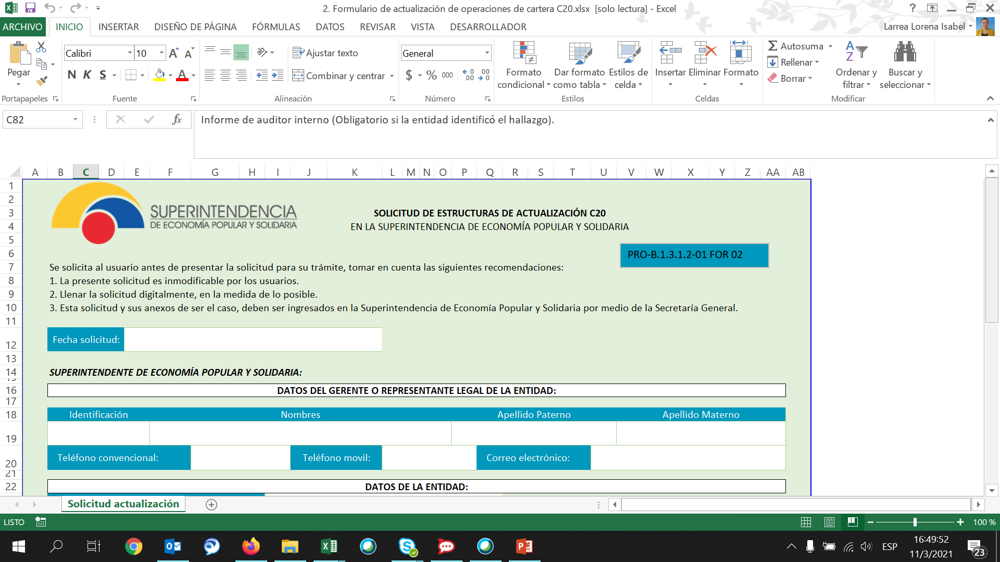 2. Formulario de actualización de operaciones de cartera C20.xlsx [solo lectura] - Excel
ARCHIVO INICIO INSERTAR DISEÑO DE PÁGINA FÓRMULAS DATOS REVISAR VISTA DESARROLLADOR Larrea Lorena Isabel
Pegar
Portapapeles
Calibri 10
N K S
Fuente
Ajustar texto
Combinar y centrar
Alineación
General
$ % 000
Número
Formato condicional
Dar formato como tabla
Estilos de celda
Estilos
Insertar Eliminar Formato
Celdas
Autosuma
Rellenar
Borrar
Ordenar y filtrar
Buscar y seleccionar
Modificar
C82 fx Informe de auditor interno (Obligatorio si la entidad identificó el hallazgo).
A B C D E F G H I J K L M N O P Q R S T U V W X Y Z AA AB
1
2
3
4
5
6
7
8
9
10
11
12
13
14
15
16
17
18
19
20
21
22
SUPERINTENDENCIA
DE ECONOMÍA POPULAR Y SOLIDARIA
SOLICITUD DE ESTRUCTURAS DE ACTUALIZACIÓN C20
EN LA SUPERINTENDENCIA DE ECONOMÍA POPULAR Y SOLIDARIA
PRO-B.1.3.1.2-01 FOR 02
Se solicita al usuario antes de presentar la solicitud para su trámite, tomar en cuenta las siguientes recomendaciones:
1. La presente solicitud es inmodificable por los usuarios.
2. Llenar la solicitud digitalmente, en la medida de lo posible.
3. Esta solicitud y sus anexos de ser el caso, deben ser ingresados en la Superintendencia de Economía Popular y Solidaria por medio de la Secretaría General.
Fecha solicitud:
SUPERINTENDENTE DE ECONOMÍA POPULAR Y SOLIDARIA:
DATOS DEL GERENTE O REPRESENTANTE LEGAL DE LA ENTIDAD:
Identificación Nombres Apellido Paterno Apellido Materno
Teléfono convencional: Teléfono movil: Correo electrónico:
DATOS DE LA ENTIDAD:
Solicitud actualización
LISTO 100 %
ESP
16:49:52
11/3/2021
23